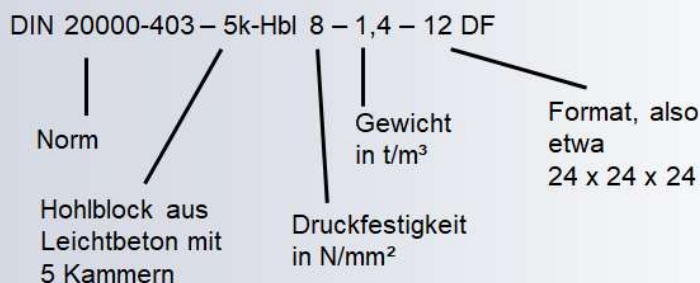 DIN 20000-403 – 5k-Hbl 8 – 1,4 – 12 DF
Norm
Hohlblock aus
Leichtbeton mit
5 Kammern
Druckfestigkeit
in N/mm²
Gewicht
in t/m³
Format, also
etwa
24 x 24 x 24